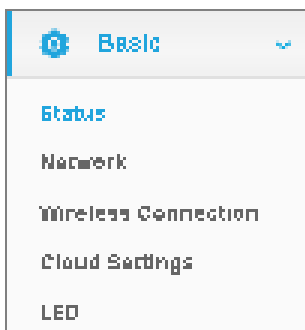 Basic
Status
Network
Wireless Connection
Cloud Settings
LED